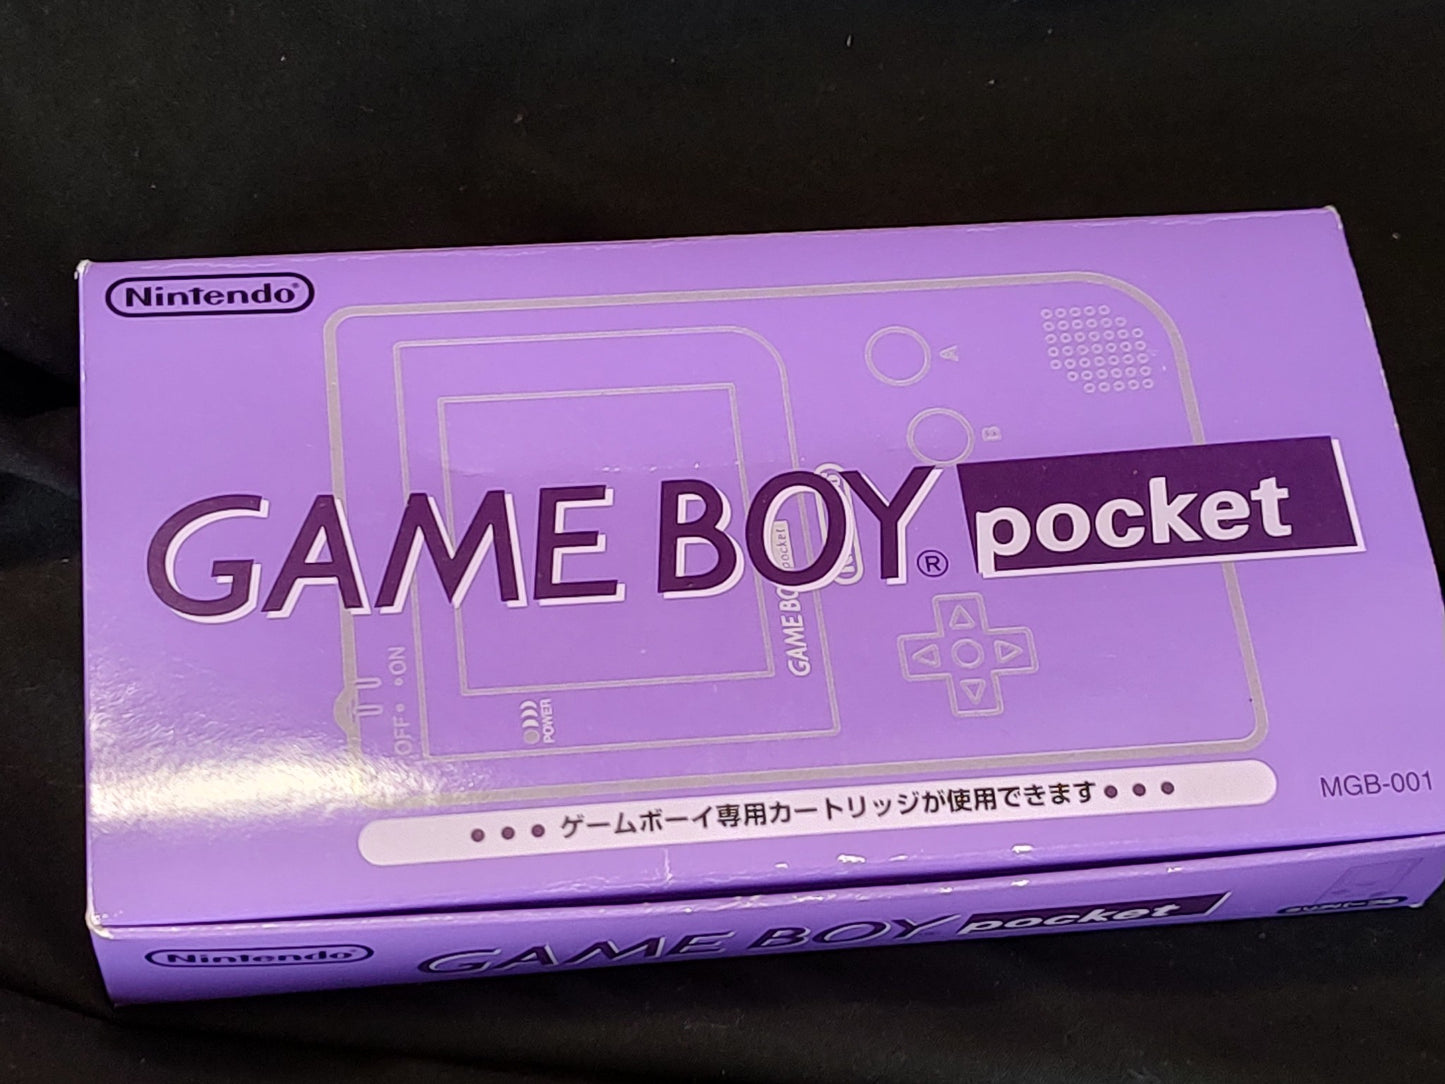 Nintendo®
A
B
GAME BOY® pocket
GAME BOY pocket
OFF• •ON
POWER
●●●ゲームボーイ専用カートリッジが使用できます●●●
MGB-001
Nintendo
GAME BOY pocket